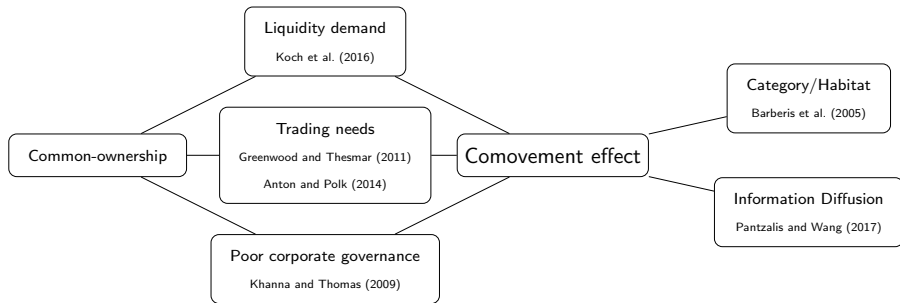 Liquidity demand
Koch et al. (2016)
Category/Habitat
Barberis et al. (2005)
Trading needs
Greenwood and Thesmar (2011)
Anton and Polk (2014)
Common-ownership
Comovement effect
Information Diffusion
Pantzalis and Wang (2017)
Poor corporate governance
Khanna and Thomas (2009)